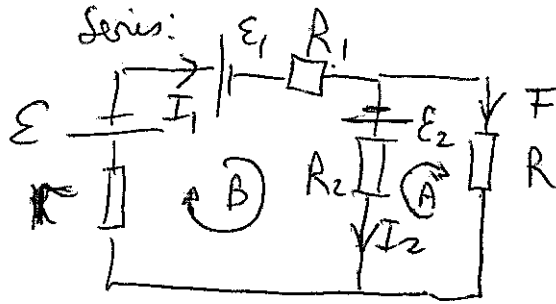 Series:
ε₁ R₁
ε I₁ F
ε₂ R
R₂ A
B
I₂